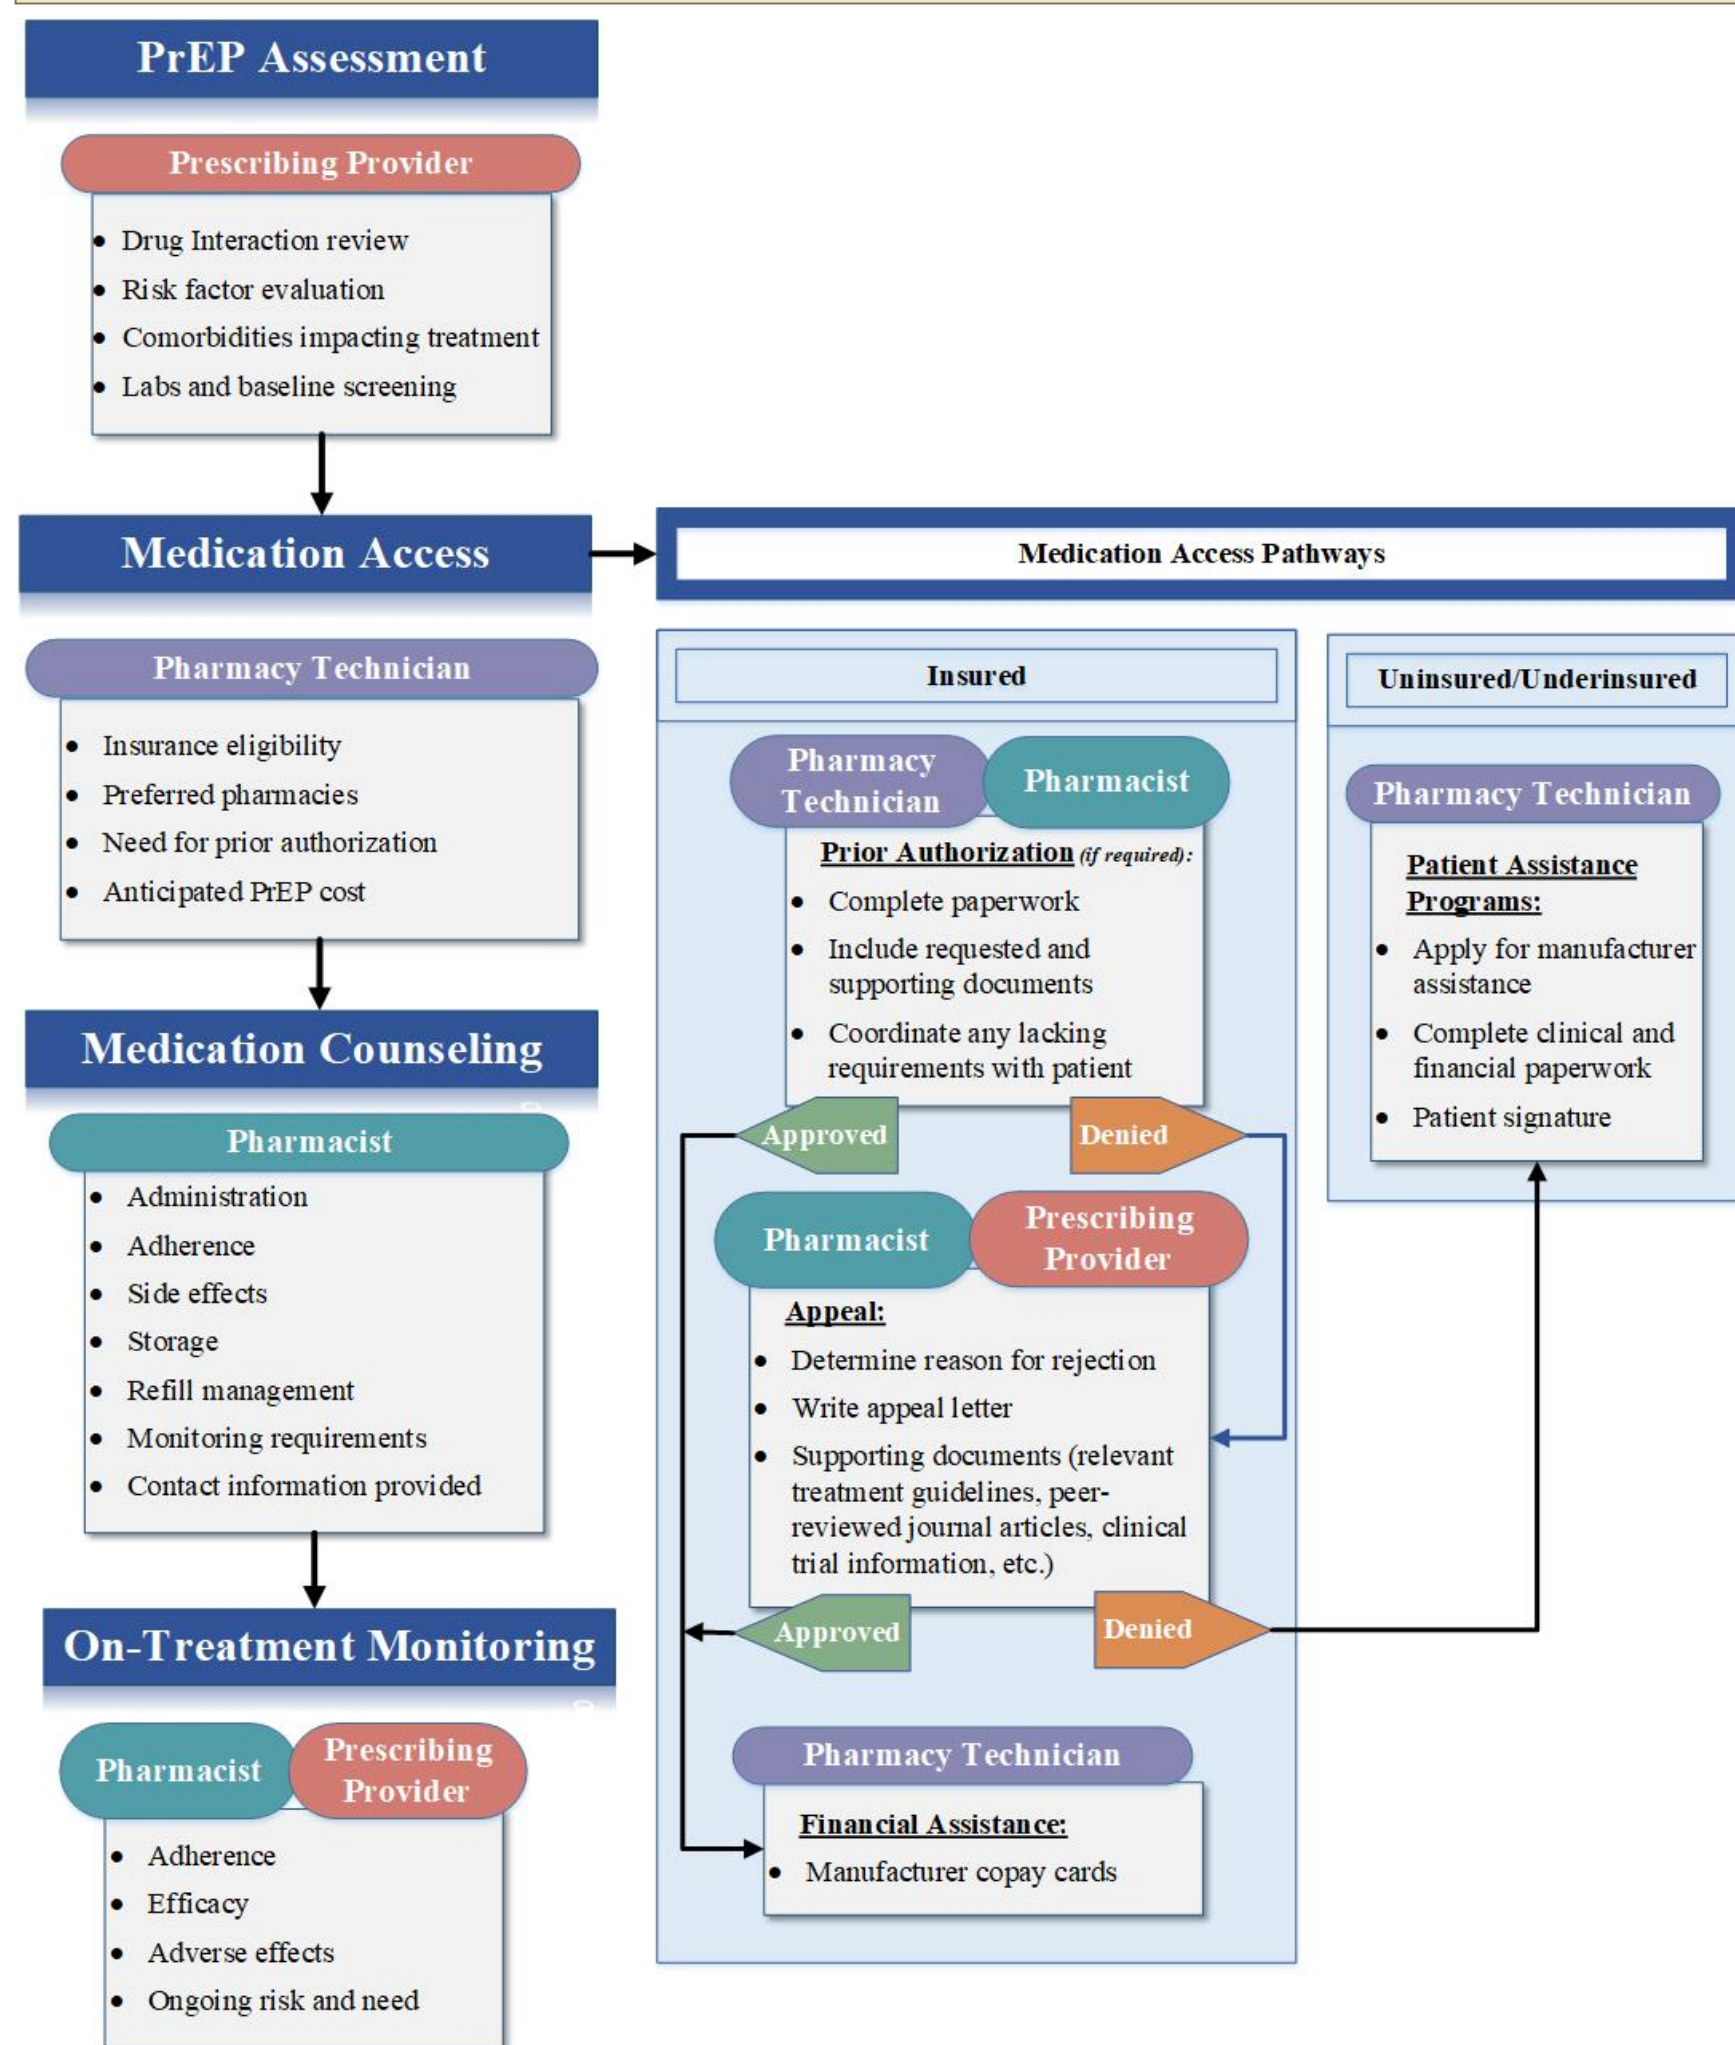 PrEP Assessment
Prescribing Provider
• Drug Interaction review
• Risk factor evaluation
• Comorbidities impacting treatment
• Labs and baseline screening
Medication Access
Pharmacy Technician
• Insurance eligibility
• Preferred pharmacies
• Need for prior authorization
• Anticipated PrEP cost
Medication Counseling
Pharmacist
• Administration
• Adherence
• Side effects
• Storage
• Refill management
• Monitoring requirements
• Contact information provided
On-Treatment Monitoring
Pharmacist
Prescribing
Provider
• Adherence
• Efficacy
• Adverse effects
• Ongoing risk and need
Medication Access Pathways
Insured
Pharmacy
Technician
Pharmacist
Prior Authorization (if required):
• Complete paperwork
• Include requested and
supporting documents
• Coordinate any lacking
requirements with patient
Approved
Denied
Pharmacist
Prescribing
Provider
Appeal:
• Determine reason for rejection
• Write appeal letter
• Supporting documents (relevant
treatment guidelines, peer-
reviewed journal articles, clinical
trial information, etc.)
Approved
Denied
Pharmacy Technician
Financial Assistance:
• Manufacturer copay cards
Uninsured/Underinsured
Pharmacy Technician
Patient Assistance
Programs:
• Apply for manufacturer
assistance
• Complete clinical and
financial paperwork
• Patient signature